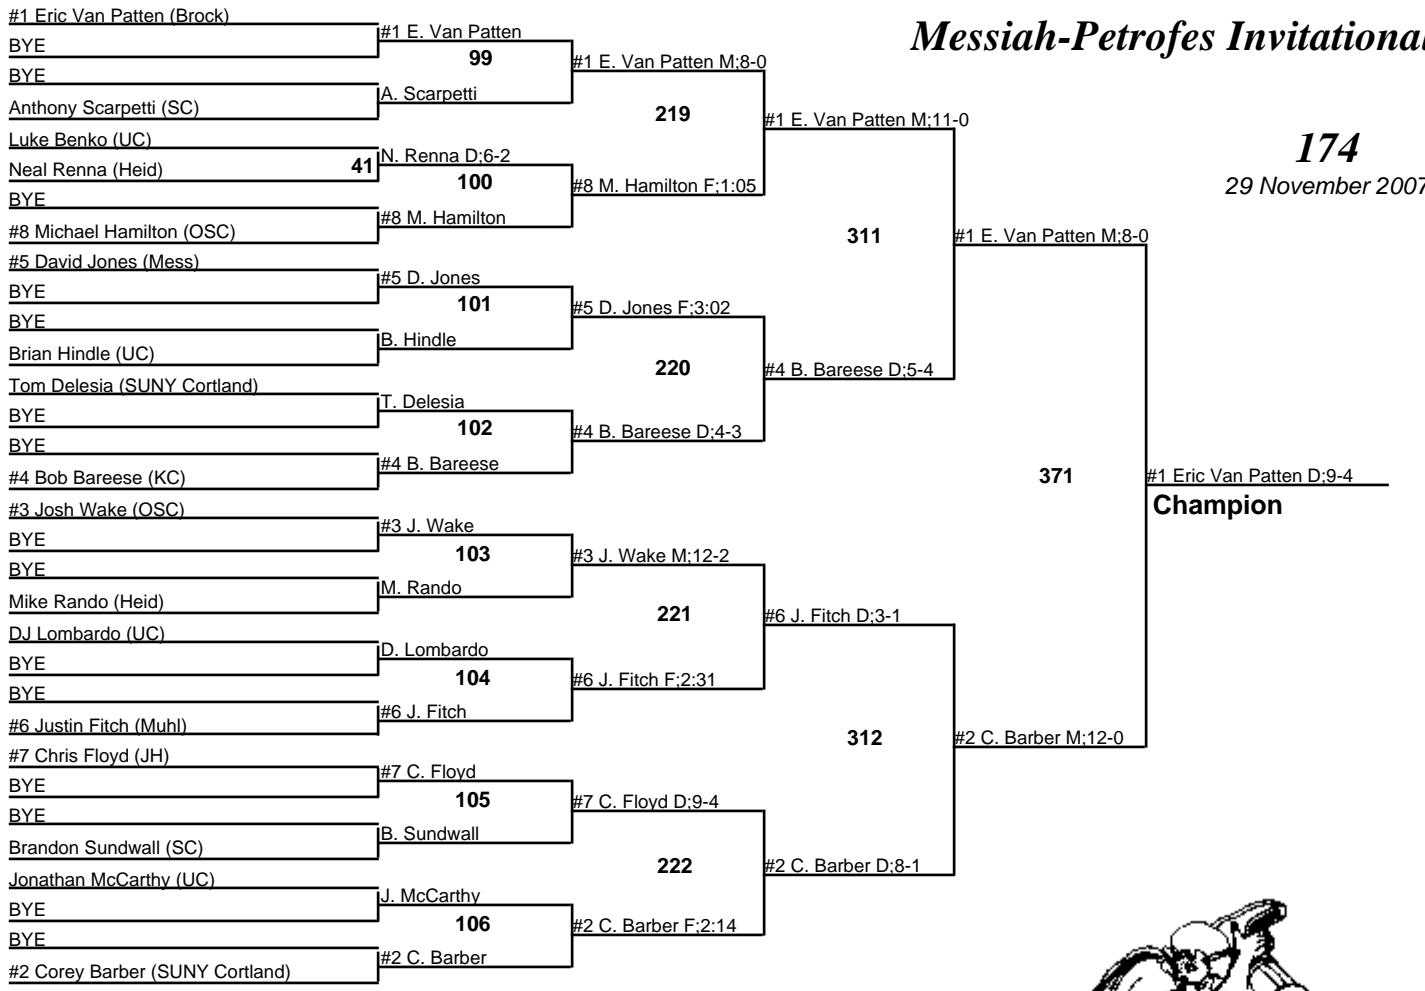 Messiah-Petrofes Invitational
174
29 November 2007
#1 Eric Van Patten (Brock)
BYE
BYE
Anthony Scarpetti (SC)
Luke Benko (UC)
Neal Renna (Heid)
BYE
#8 Michael Hamilton (OSC)
#5 David Jones (Mess)
BYE
BYE
Brian Hindle (UC)
Tom Delesia (SUNY Cortland)
BYE
BYE
#4 Bob Bareese (KC)
#3 Josh Wake (OSC)
BYE
BYE
Mike Rando (Heid)
DJ Lombardo (UC)
BYE
BYE
#6 Justin Fitch (Muhl)
#7 Chris Floyd (JH)
BYE
BYE
Brandon Sundwall (SC)
Jonathan McCarthy (UC)
BYE
BYE
#2 Corey Barber (SUNY Cortland)
41
#1 E. Van Patten
99
A. Scarpetti
N. Renna D;6-2
100
#8 M. Hamilton
#5 D. Jones
101
B. Hindle
T. Delesia
102
#4 B. Bareese
#3 J. Wake
103
M. Rando
D. Lombardo
104
#6 J. Fitch
#7 C. Floyd
105
B. Sundwall
J. McCarthy
106
#2 C. Barber
#1 E. Van Patten M;8-0
219
#8 M. Hamilton F;1:05
#5 D. Jones F;3:02
220
#4 B. Bareese D;4-3
#3 J. Wake M;12-2
221
#6 J. Fitch F;2:31
#7 C. Floyd D;9-4
222
#2 C. Barber F;2:14
#1 E. Van Patten M;11-0
311
#4 B. Bareese D;5-4
#6 J. Fitch D;3-1
312
#2 C. Barber D;8-1
#1 E. Van Patten M;8-0
371
#2 C. Barber M;12-0
#1 Eric Van Patten D;9-4
Champion